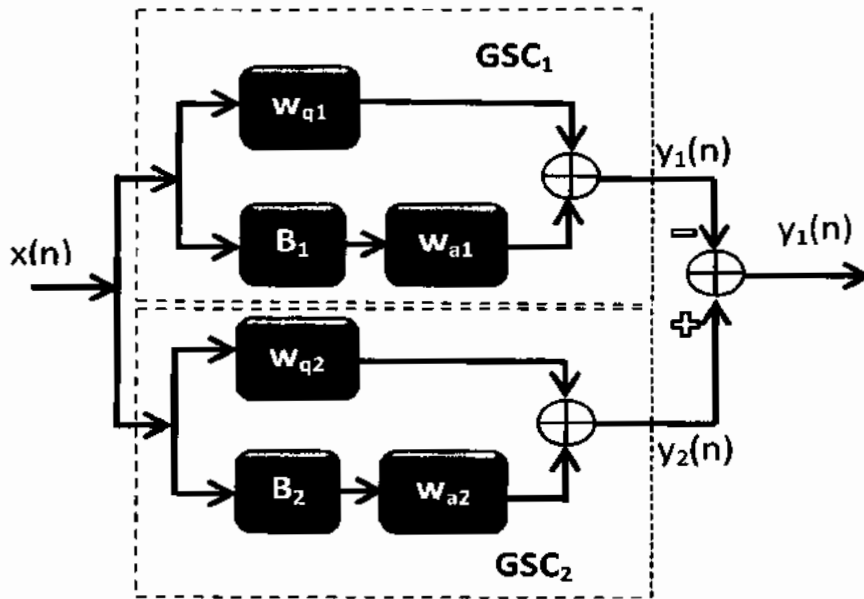 GSC₁
w_q1
y₁(n)
B₁
w_a1
x(n)
−
y₁(n)
+
w_q2
B₂
w_a2
y₂(n)
GSC₂